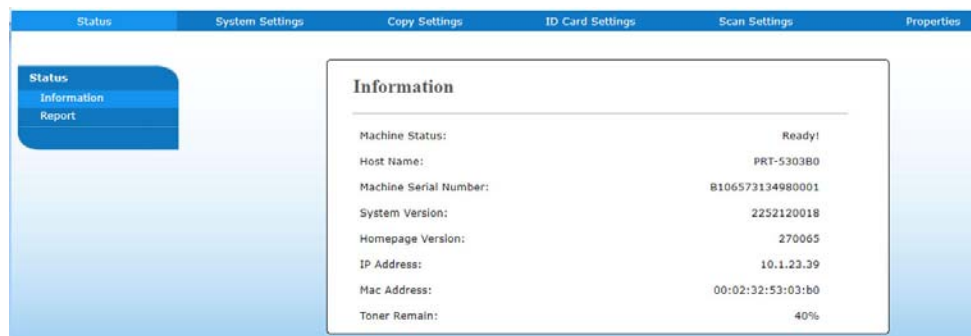 Status System Settings Copy Settings ID Card Settings Scan Settings Properties
Status
Information
Report
Information
Machine Status: Ready!
Host Name: PRT-5303B0
Machine Serial Number: B106573134980001
System Version: 2252120018
Homepage Version: 270065
IP Address: 10.1.23.39
Mac Address: 00:02:32:53:03:b0
Toner Remain: 40%